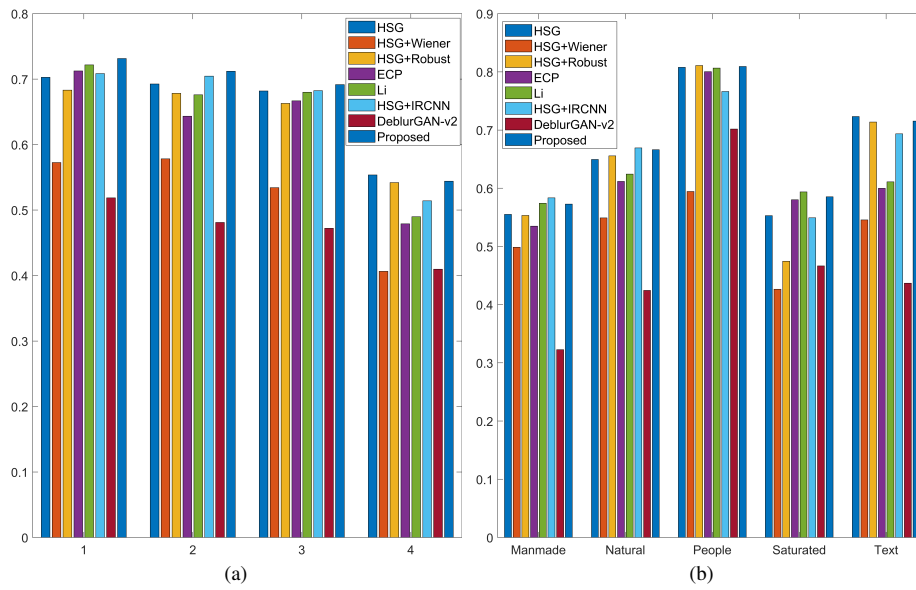 0.8
0.7
0.6
0.5
0.4
0.3
0.2
0.1
0
1 2 3 4
HSG
HSG+Wiener
HSG+Robust
ECP
Li
HSG+IRCNN
DeblurGAN-v2
Proposed
(a)
0.9
0.8
0.7
0.6
0.5
0.4
0.3
0.2
0.1
0
Manmade Natural People Saturated Text
HSG
HSG+Wiener
HSG+Robust
ECP
Li
HSG+IRCNN
DeblurGAN-v2
Proposed
(b)